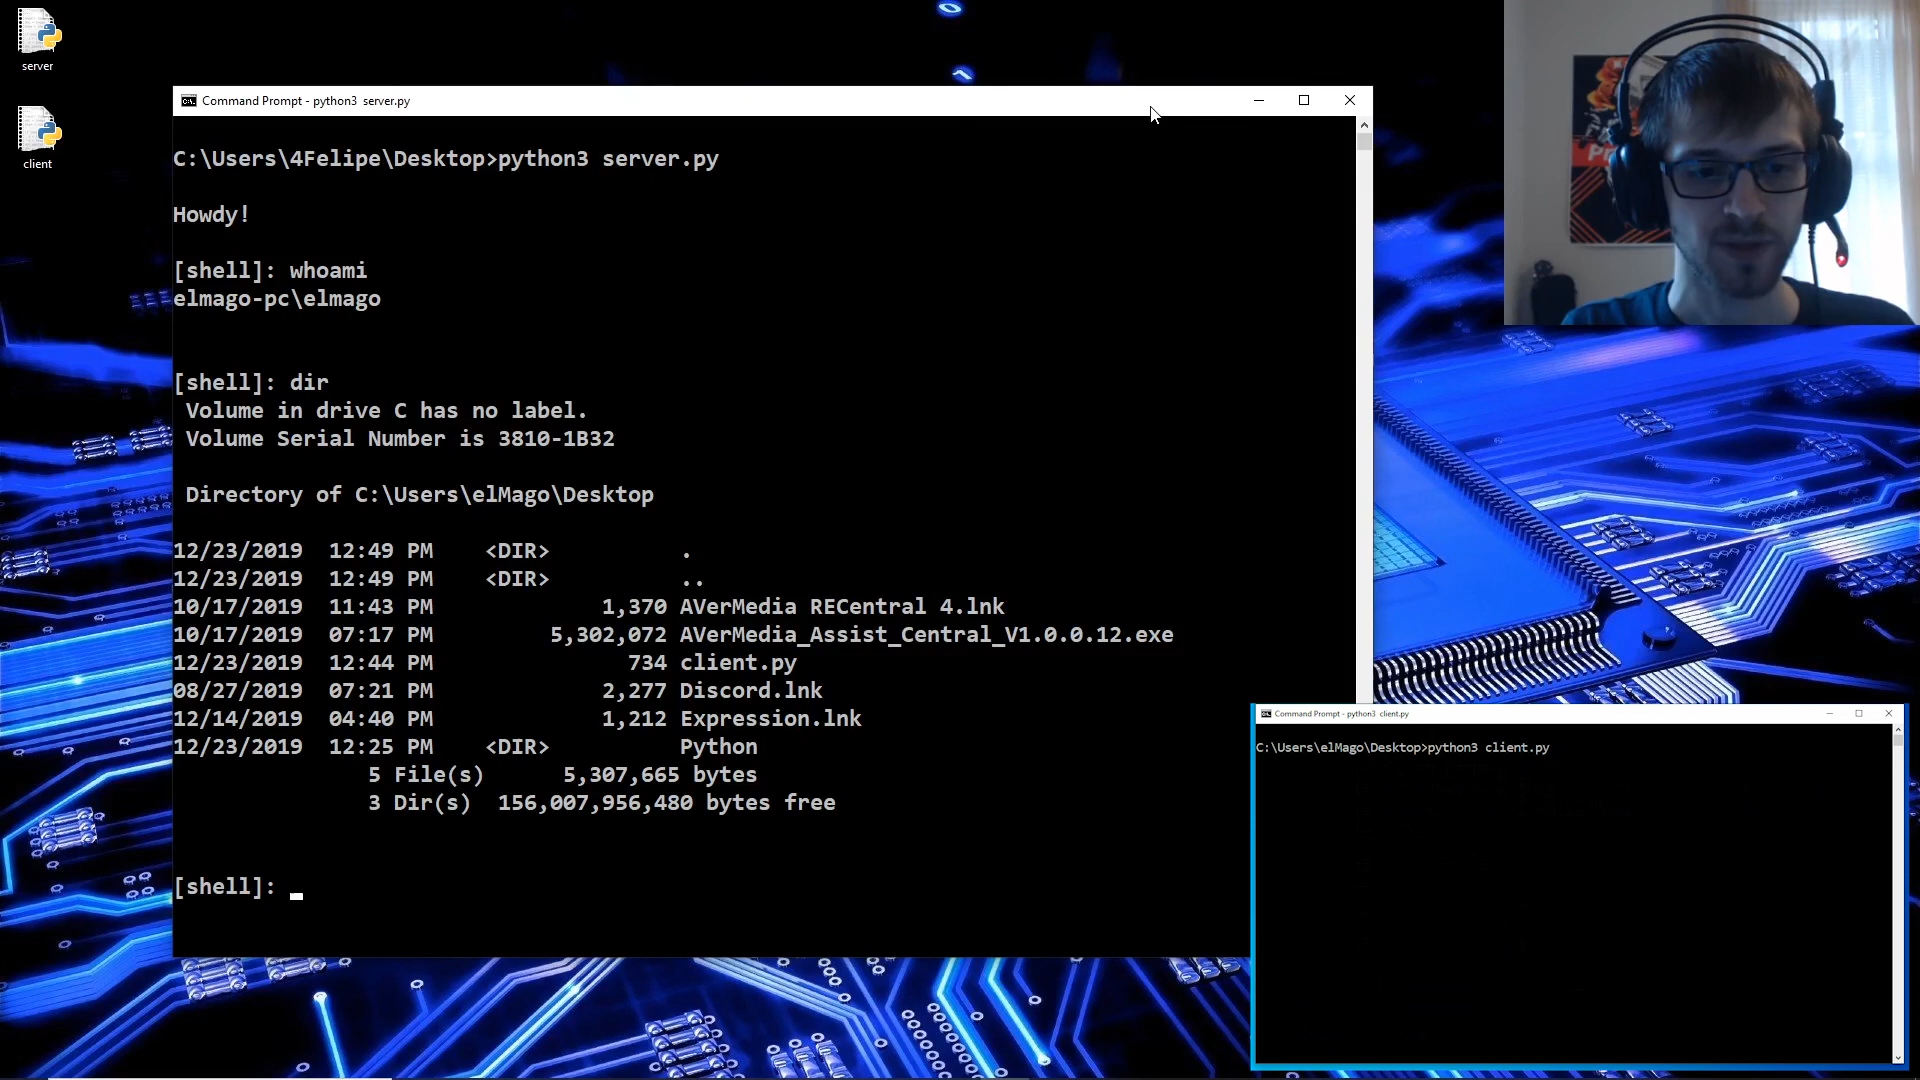 server
client
Command Prompt - python3  server.py
C:\Users\4Felipe\Desktop>python3 server.py
Howdy!
[shell]: whoami
elmago-pc\elmago
[shell]: dir
 Volume in drive C has no label.
 Volume Serial Number is 3810-1B32
 Directory of C:\Users\elMago\Desktop
12/23/2019  12:49 PM    <DIR>          .
12/23/2019  12:49 PM    <DIR>          ..
10/17/2019  11:43 PM             1,370 AVerMedia RECentral 4.lnk
10/17/2019  07:17 PM         5,302,072 AVerMedia_Assist_Central_V1.0.0.12.exe
12/23/2019  12:44 PM               734 client.py
08/27/2019  07:21 PM             2,277 Discord.lnk
12/14/2019  04:40 PM             1,212 Expression.lnk
12/23/2019  12:25 PM    <DIR>          Python
               5 File(s)      5,307,665 bytes
               3 Dir(s)  156,007,956,480 bytes free
[shell]:
Command Prompt - python3  client.py
C:\Users\elMago\Desktop>python3 client.py